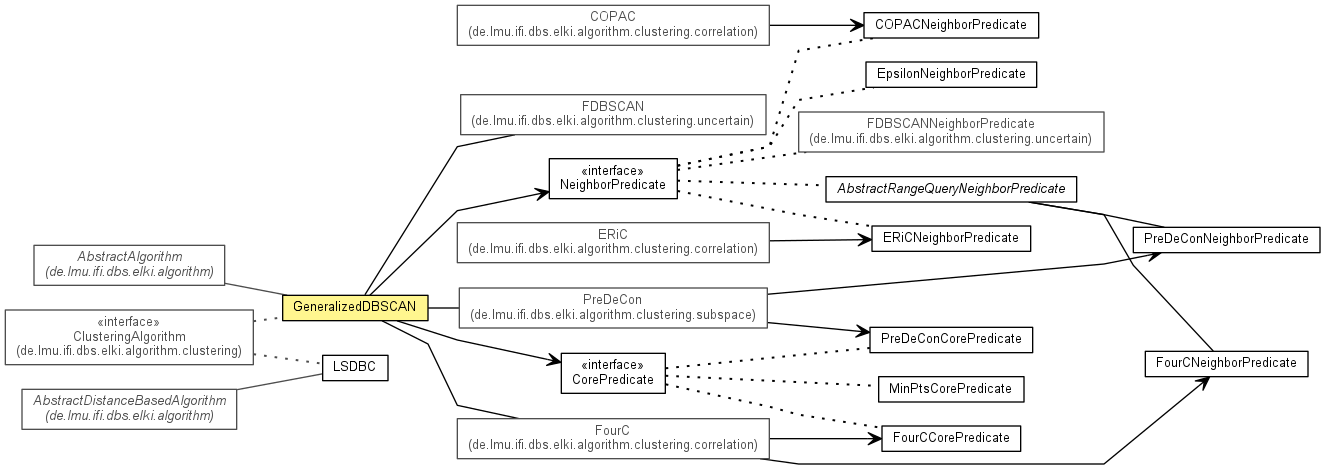 COPAC
(de.lmu.ifi.dbs.elki.algorithm.clustering.correlation)
COPACNeighborPredicate
EpsilonNeighborPredicate
FDBSCAN
(de.lmu.ifi.dbs.elki.algorithm.clustering.uncertain)
FDBSCANNeighborPredicate
(de.lmu.ifi.dbs.elki.algorithm.clustering.uncertain)
«interface»
NeighborPredicate
AbstractRangeQueryNeighborPredicate
ERiC
(de.lmu.ifi.dbs.elki.algorithm.clustering.correlation)
ERiCNeighborPredicate
PreDeConNeighborPredicate
AbstractAlgorithm
(de.lmu.ifi.dbs.elki.algorithm)
GeneralizedDBSCAN
PreDeCon
(de.lmu.ifi.dbs.elki.algorithm.clustering.subspace)
«interface»
ClusteringAlgorithm
(de.lmu.ifi.dbs.elki.algorithm.clustering)
PreDeConCorePredicate
LSDBC
«interface»
CorePredicate
FourCNeighborPredicate
MinPtsCorePredicate
AbstractDistanceBasedAlgorithm
(de.lmu.ifi.dbs.elki.algorithm)
FourC
(de.lmu.ifi.dbs.elki.algorithm.clustering.correlation)
FourCCorePredicate